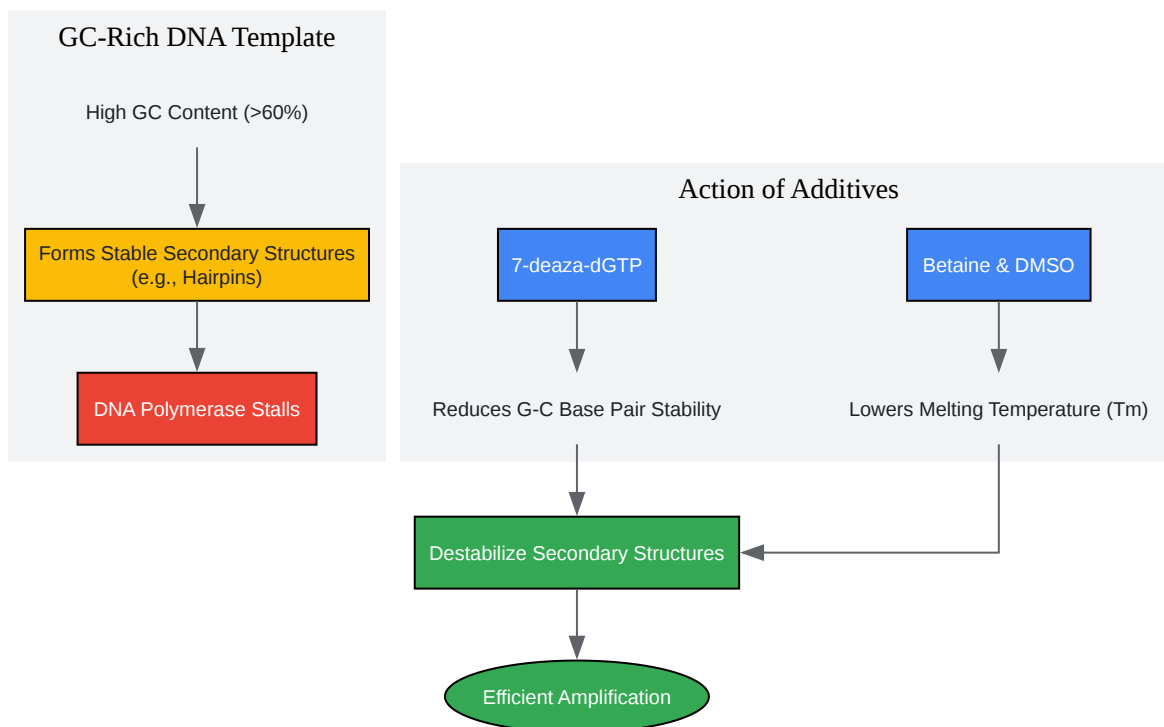 GC-Rich DNA Template
High GC Content (>60%)
Forms Stable Secondary Structures
(e.g., Hairpins)
DNA Polymerase Stalls
Action of Additives
7-deaza-dGTP
Betaine & DMSO
Reduces G-C Base Pair Stability
Lowers Melting Temperature (Tm)
Destabilize Secondary Structures
Efficient Amplification